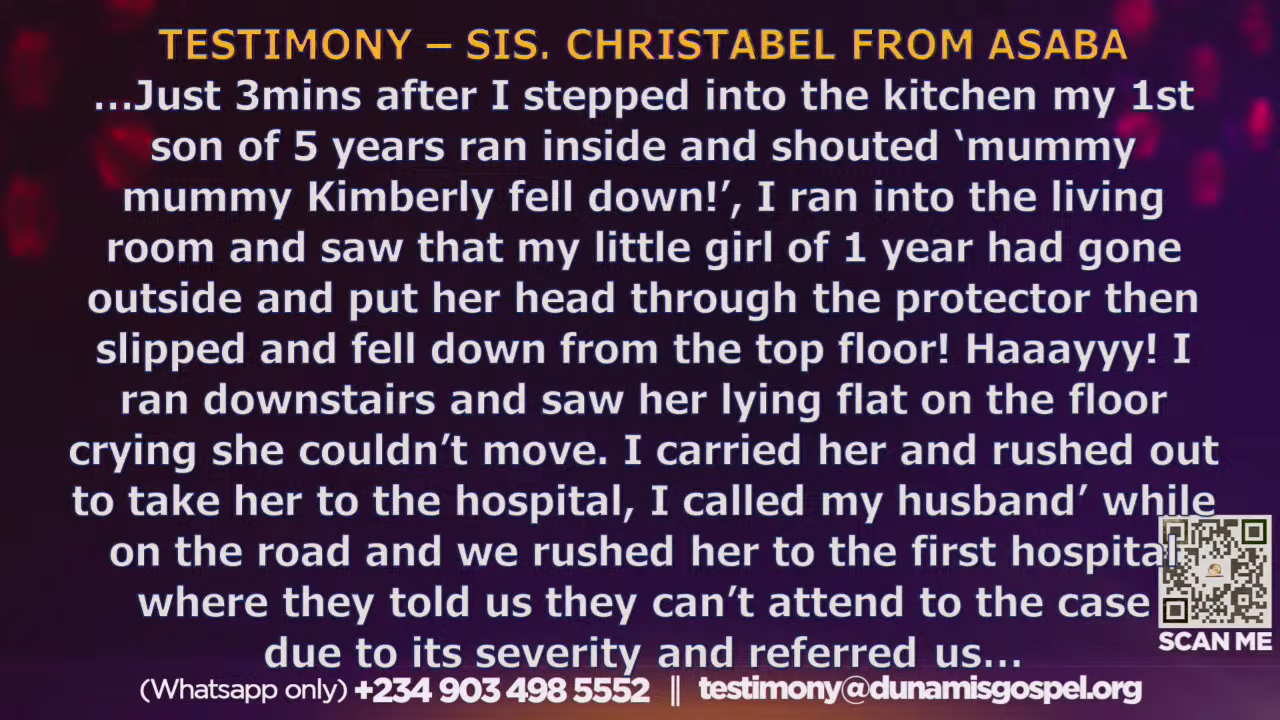 TESTIMONY – SIS. CHRISTABEL FROM ASABA
...Just 3mins after I stepped into the kitchen my 1st
son of 5 years ran inside and shouted ‘mummy
mummy Kimberly fell down!’, I ran into the living
room and saw that my little girl of 1 year had gone
outside and put her head through the protector then
slipped and fell down from the top floor! Haaayyy! I
ran downstairs and saw her lying flat on the floor
crying she couldn’t move. I carried her and rushed out
to take her to the hospital, I called my husband’ while
on the road and we rushed her to the first hospital
where they told us they can’t attend to the case
due to its severity and referred us...
SCAN ME
(Whatsapp only) +234 903 498 5552 || testimony@dunamisgospel.org